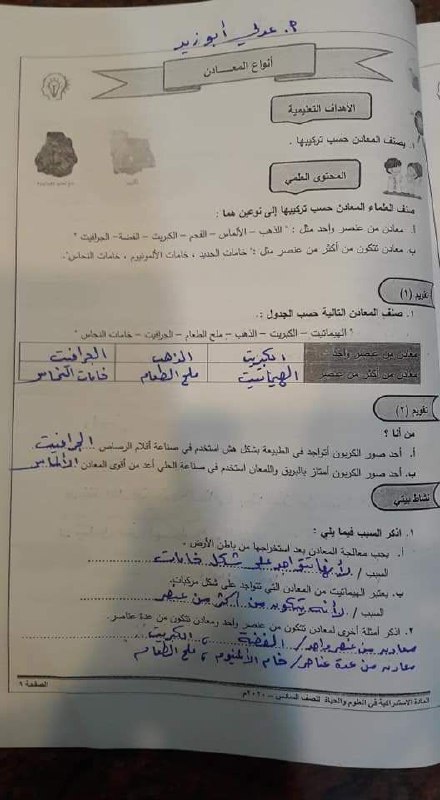 م. عدلي أبوزيد
أنواع المعادن
الأهداف التعليمية
١. يصنف المعادن حسب تركيبها .
المحتوى العلمي
صنف العلماء المعادن حسب تركيبها إلى نوعين هما :
أ. معادن من عنصر واحد مثل : " الذهب – الألماس – الفحم – الكبريت – الفضة – الجرافيت "
ب. معادن تتكون من أكثر من عنصر مثل :" خامات الحديد ، خامات الألمونيوم ، خامات النحاس".
تقويم (١)
١. صنف المعادن التالية حسب الجدول :.
" الهيماتيت – الكبريت – الذهب – ملح الطعام – الجرافيت – خامات النحاس "
معادن من عنصر واحد الكبريت الذهب الجرافيت
معادن من أكثر من عنصر الهيماتيت ملح الطعام خامات النحاس
تقويم (٢)
من أنا ؟
أ. أحد صور الكربون أتواجد في الطبيعة بشكل هش استخدم في صناعة أقلام الرصاص الجرافيت
ب. أحد صور الكربون أمتاز بالبريق واللمعان استخدم في صناعة الحلي أعد من أقوى المعادن الألماس
نشاط بيتي
١. اذكر السبب فيما يلي :
أ. يجب معالجة المعادن بعد استخراجها من باطن الأرض.
السبب / لأنها تتواجد على شكل خامات
ب. يعتبر الهيماتيت من المعادن التي تتواجد على شكل مركبات.
السبب / لأنه يتكون من أكثر من عنصر
٢. اذكر أمثلة أخرى لمعادن تتكون من عنصر واحد ومعادن تتكون من عدة عناصر.
معادن من عنصر واحد / الفضة ، الكبريت
معادن من عدة عناصر / خام الألمنيوم ، ملح الطعام
المادة الاستدراكية في العلوم والحياة للصف السادس – ٢٠٢٠م
الصفحة ٩